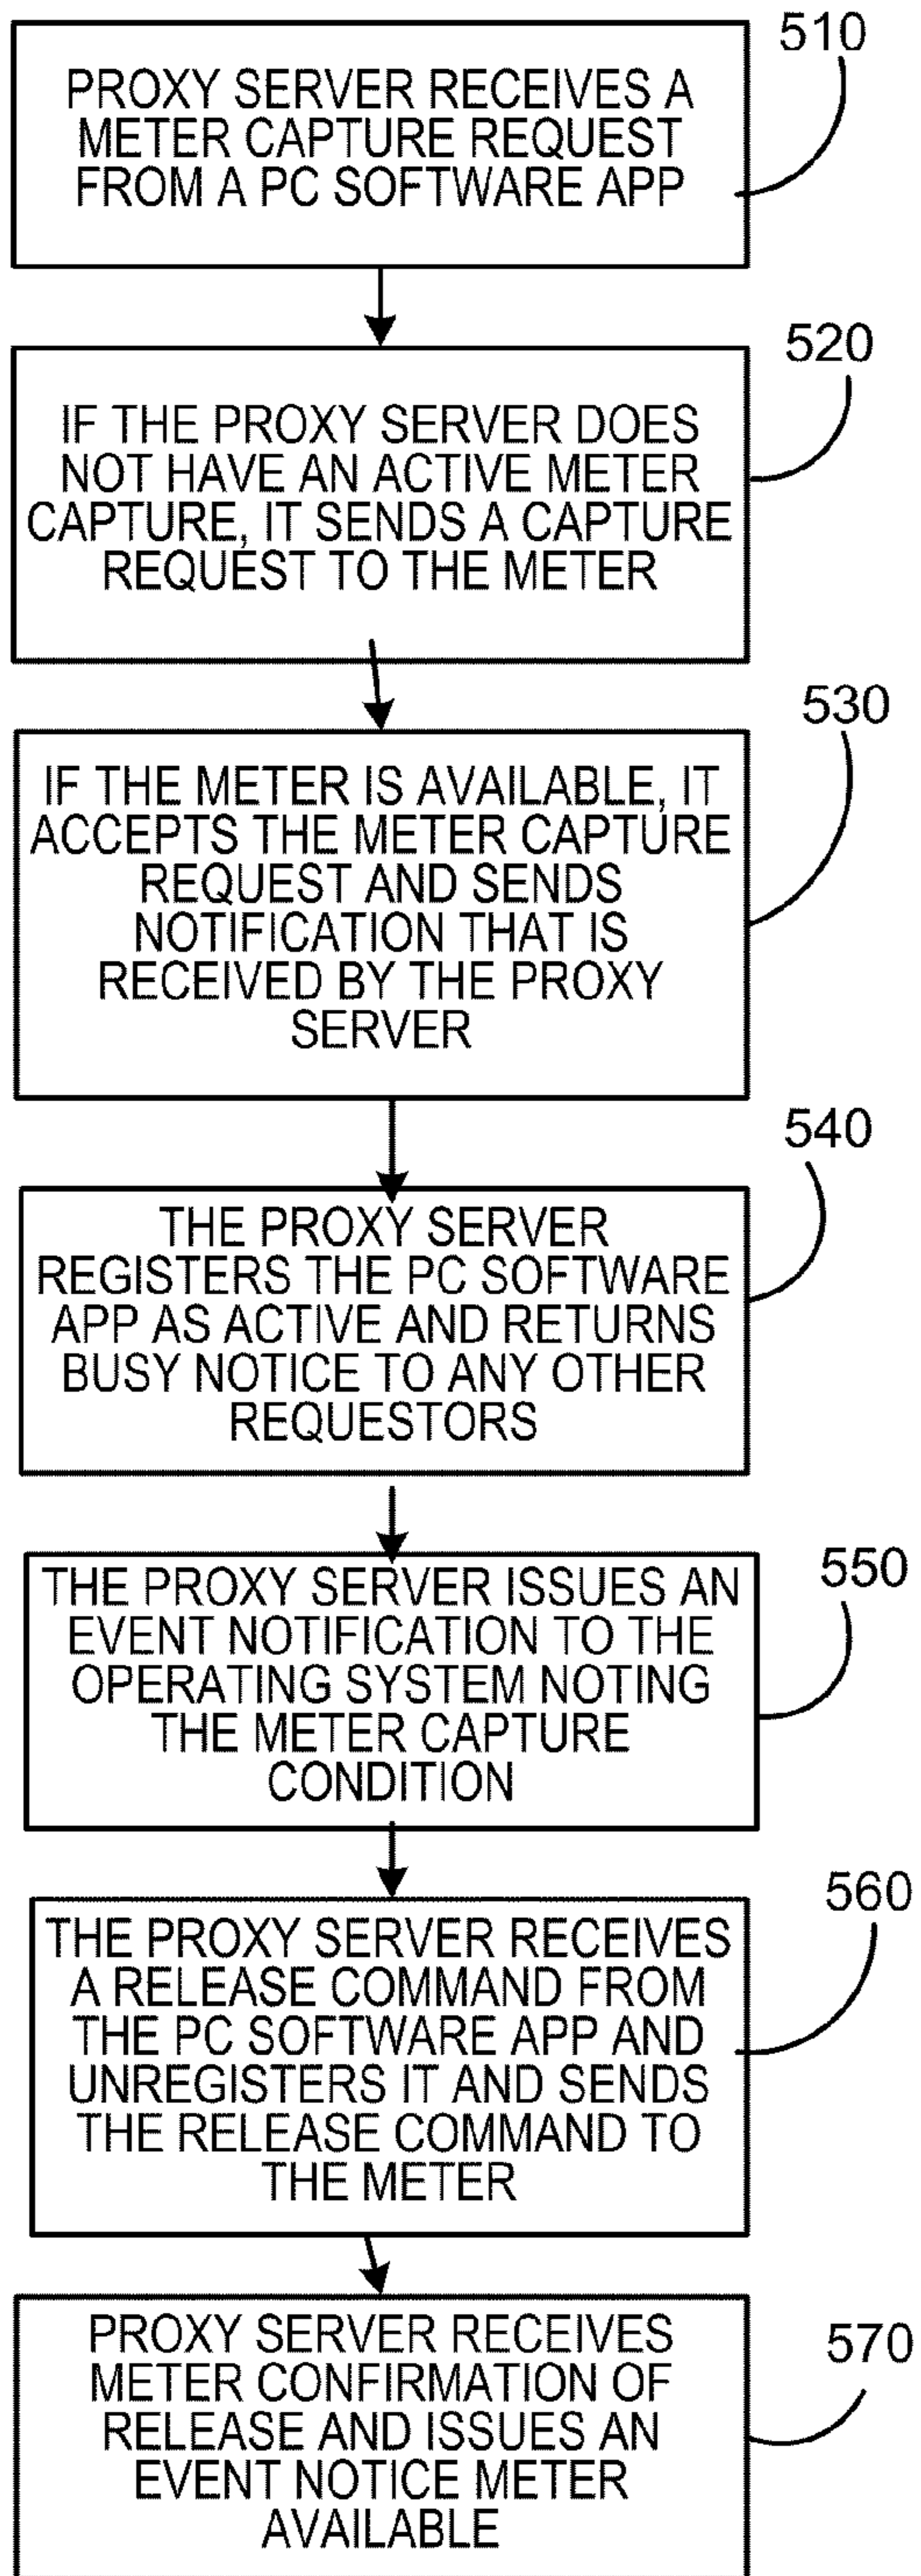 510
PROXY SERVER RECEIVES A
METER CAPTURE REQUEST
FROM A PC SOFTWARE APP
520
IF THE PROXY SERVER DOES
NOT HAVE AN ACTIVE METER
CAPTURE, IT SENDS A CAPTURE
REQUEST TO THE METER
530
IF THE METER IS AVAILABLE, IT
ACCEPTS THE METER CAPTURE
REQUEST AND SENDS
NOTIFICATION THAT IS
RECEIVED BY THE PROXY
SERVER
540
THE PROXY SERVER
REGISTERS THE PC SOFTWARE
APP AS ACTIVE AND RETURNS
BUSY NOTICE TO ANY OTHER
REQUESTORS
550
THE PROXY SERVER ISSUES AN
EVENT NOTIFICATION TO THE
OPERATING SYSTEM NOTING
THE METER CAPTURE
CONDITION
560
THE PROXY SERVER RECEIVES
A RELEASE COMMAND FROM
THE PC SOFTWARE APP AND
UNREGISTERS IT AND SENDS
THE RELEASE COMMAND TO
THE METER
570
PROXY SERVER RECEIVES
METER CONFIRMATION OF
RELEASE AND ISSUES AN
EVENT NOTICE METER
AVAILABLE